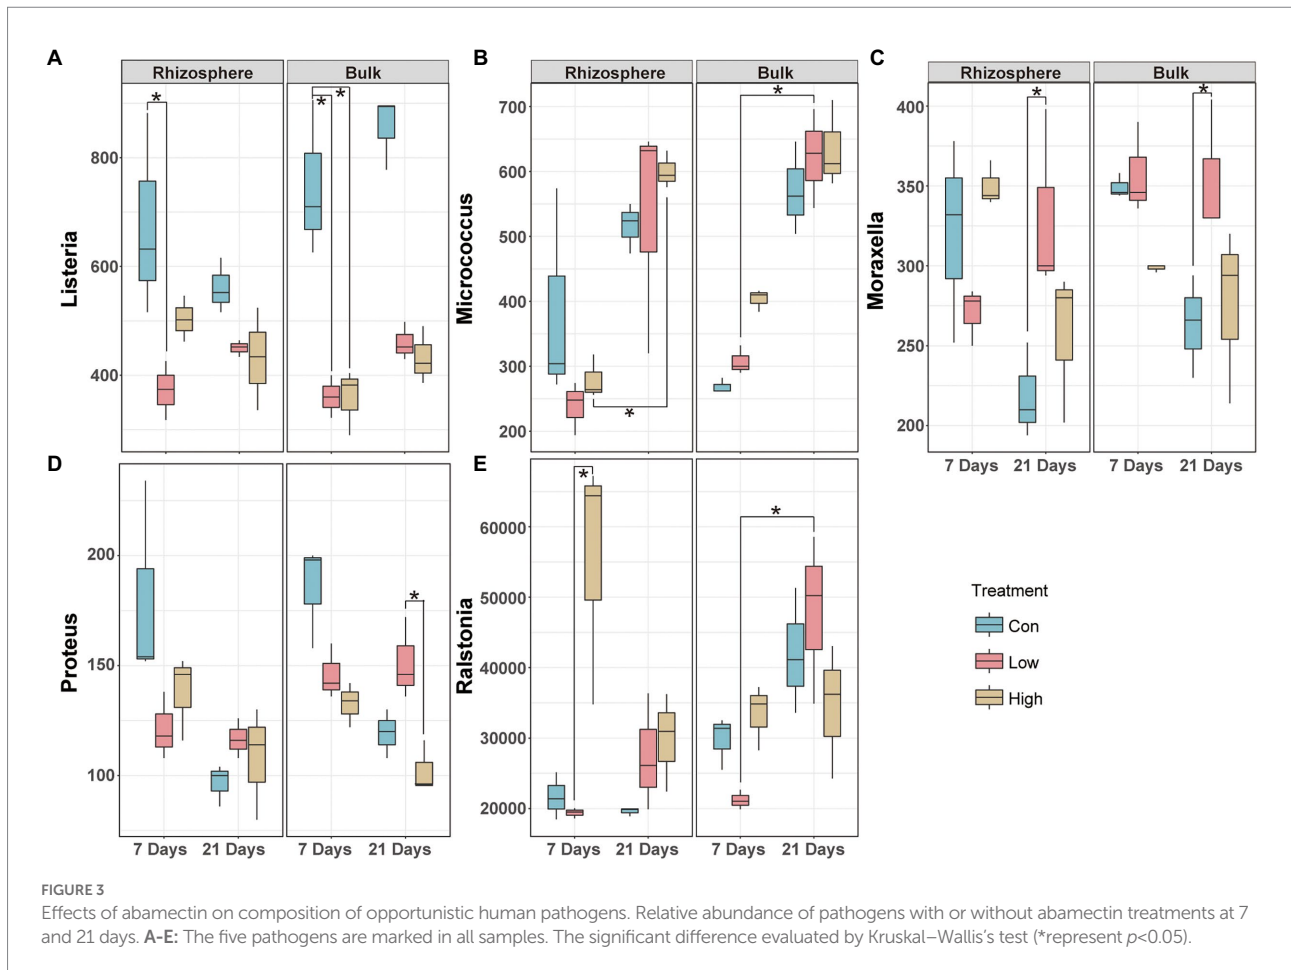 A
Rhizosphere Bulk
Listeria
800
600
400
*
* *
B
Rhizosphere Bulk
Micrococcus
700
600
500
400
300
200
*
*
C
Rhizosphere Bulk
Moraxella
400
350
300
250
200
*
*
7 Days 21 Days 7 Days 21 Days
D
Proteus
200
150
100
*
7 Days 21 Days 7 Days 21 Days
E
Ralstonia
60000
50000
40000
30000
20000
*
*
7 Days 21 Days 7 Days 21 Days
Treatment
Con
Low
High
FIGURE 3
Effects of abamectin on composition of opportunistic human pathogens. Relative abundance of pathogens with or without abamectin treatments at 7
and 21 days. A-E: The five pathogens are marked in all samples. The significant difference evaluated by Kruskal–Wallis's test (*represent p<0.05).